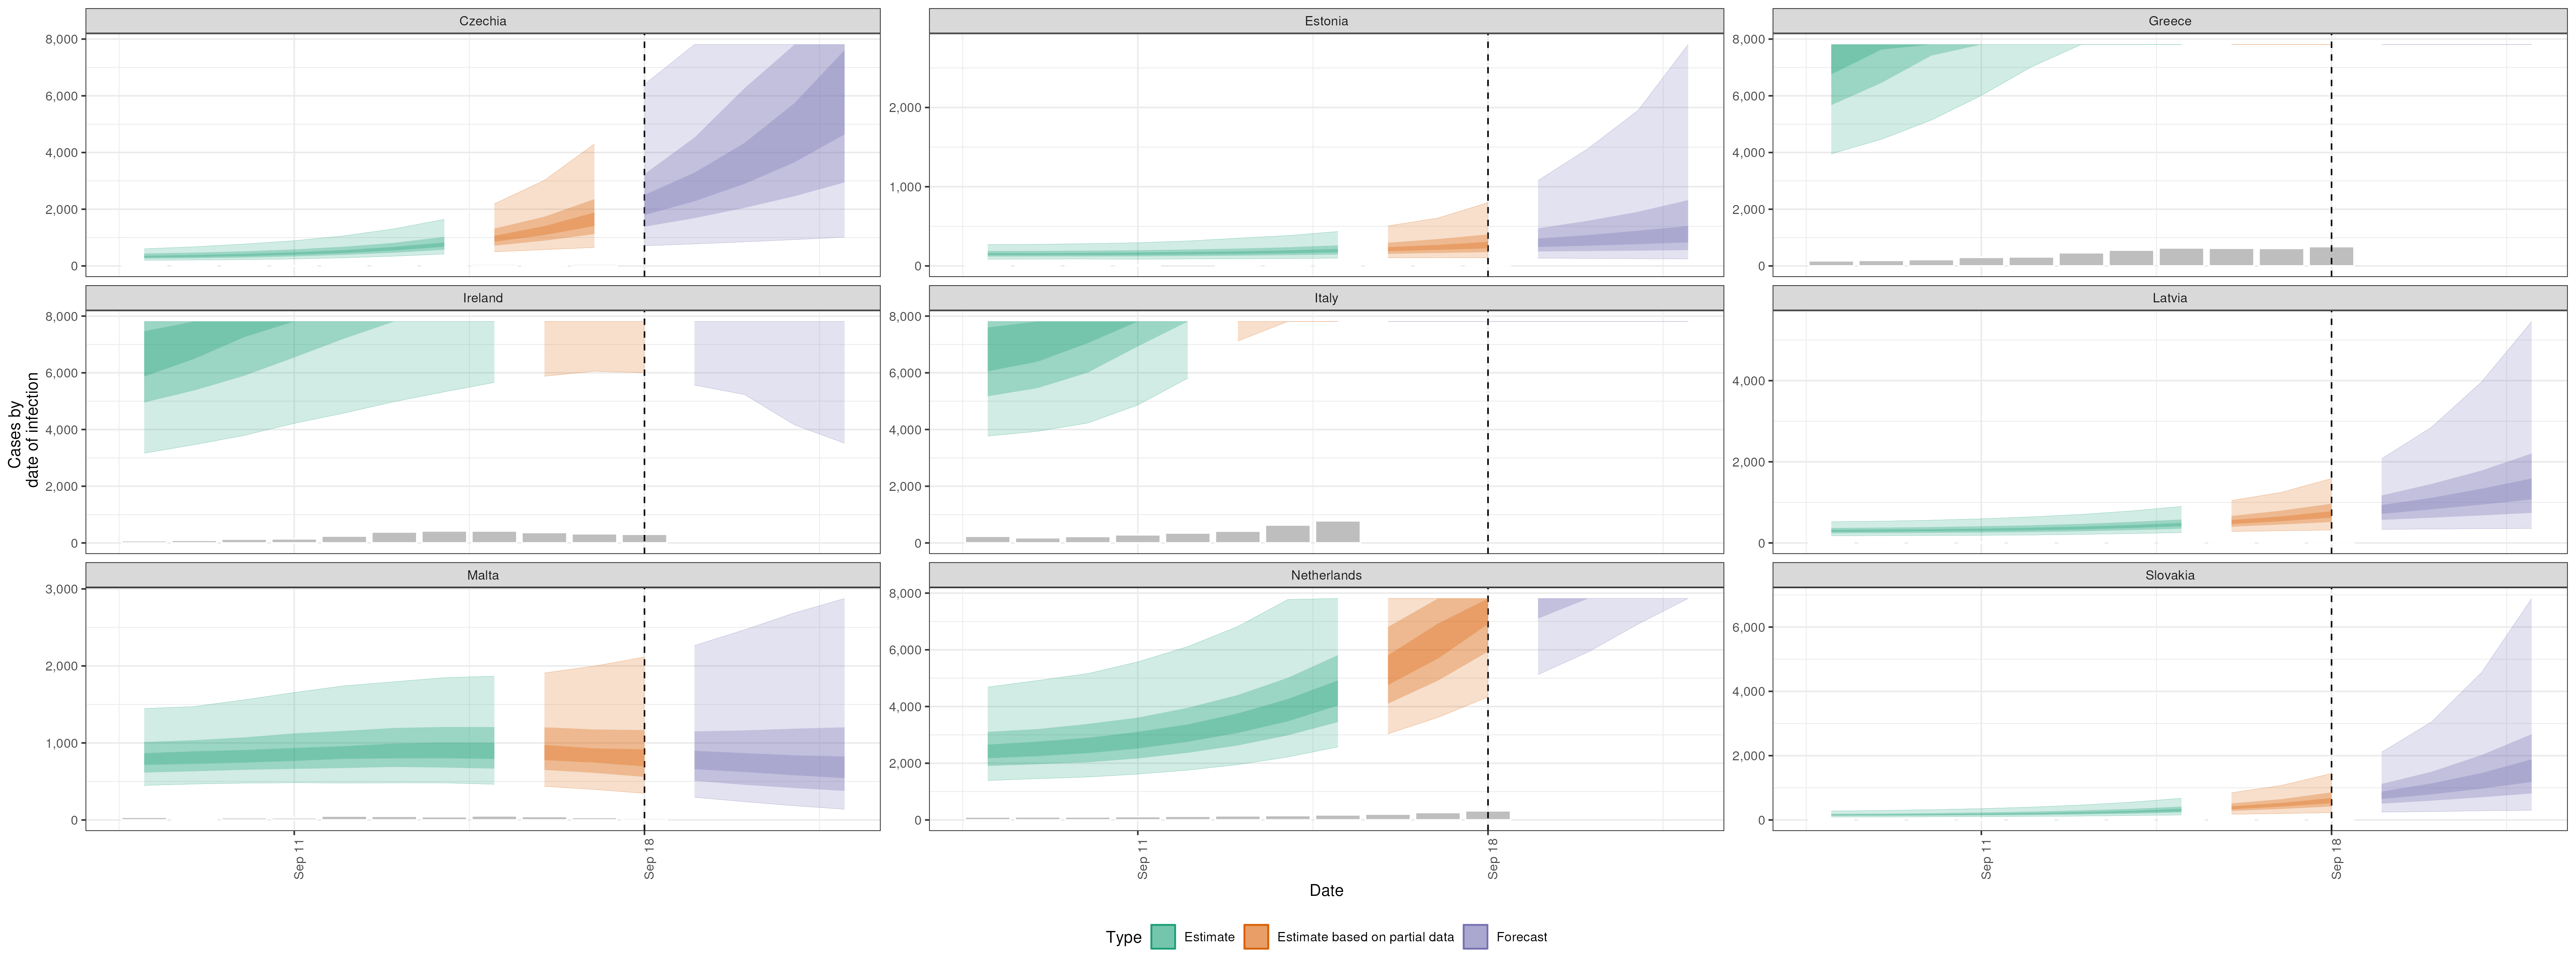 Czechia
Estonia
Greece
8,000
6,000
4,000
2,000
0
2,000
1,000
0
8,000
6,000
4,000
2,000
0
Ireland
Italy
Latvia
8,000
6,000
4,000
2,000
0
8,000
6,000
4,000
2,000
0
4,000
2,000
0
Cases by
date of infection
Malta
Netherlands
Slovakia
3,000
2,000
1,000
0
8,000
6,000
4,000
2,000
0
6,000
4,000
2,000
0
Sep 11
Sep 18
Sep 11
Sep 18
Sep 11
Sep 18
Date
Type Estimate Estimate based on partial data Forecast